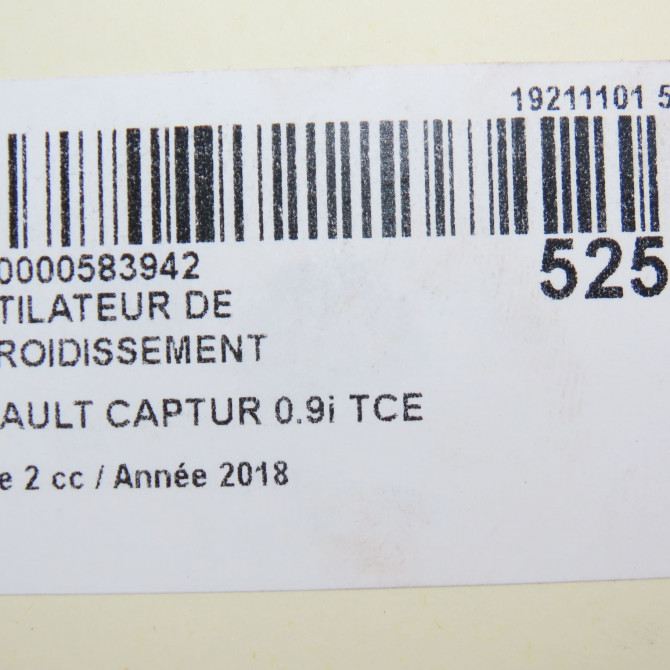 19211101 5
0000583942
525
TILATEUR DE
ROIDISSEMENT
AULT CAPTUR 0.9i TCE
e 2 cc / Année 2018